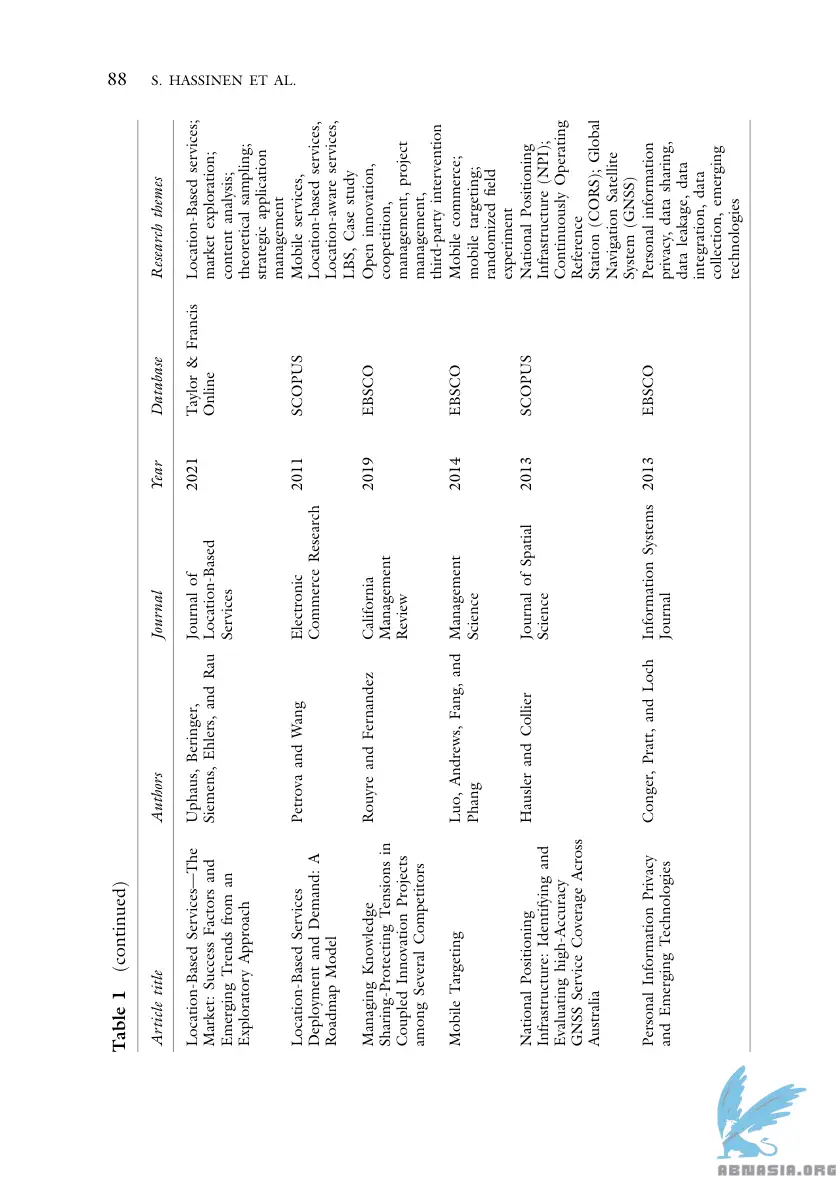 88 S. HASSINEN ET AL.
Table 1 (continued)
Article title Authors Journal Year Database Research themes
Location-Based Services—The Uphaus, Beringer, Journal of 2021 Taylor & Francis Location-Based services;
Market: Success Factors and Siemens, Ehlers, and Rau Location-Based Online market exploration;
Emerging Trends from an Services content analysis;
Exploratory Approach theoretical sampling;
strategic application
management
Location-Based Services Petrova and Wang Electronic 2011 SCOPUS Mobile services,
Deployment and Demand: A Commerce Research Location-based services,
Roadmap Model Location-aware services,
LBS, Case study
Managing Knowledge Rouyre and Fernandez California 2019 EBSCO Open innovation,
Sharing-Protecting Tensions in Management coopetition,
Coupled Innovation Projects Review management, project
among Several Competitors management,
third-party intervention
Mobile Targeting Luo, Andrews, Fang, and Management 2014 EBSCO Mobile commerce;
Phang Science mobile targeting;
randomized field
experiment
National Positioning Hausler and Collier Journal of Spatial 2013 SCOPUS National Positioning
Infrastructure: Identifying and Science Infrastructure (NPI);
Evaluating high-Accuracy Continuously Operating
GNSS Service Coverage Across Reference
Australia Station (CORS); Global
Navigation Satellite
System (GNSS)
Personal Information Privacy Conger, Pratt, and Loch Information Systems 2013 EBSCO Personal information
and Emerging Technologies Journal privacy, data sharing,
data leakage, data
integration, data
collection, emerging
technologies
ABNASIA.ORG